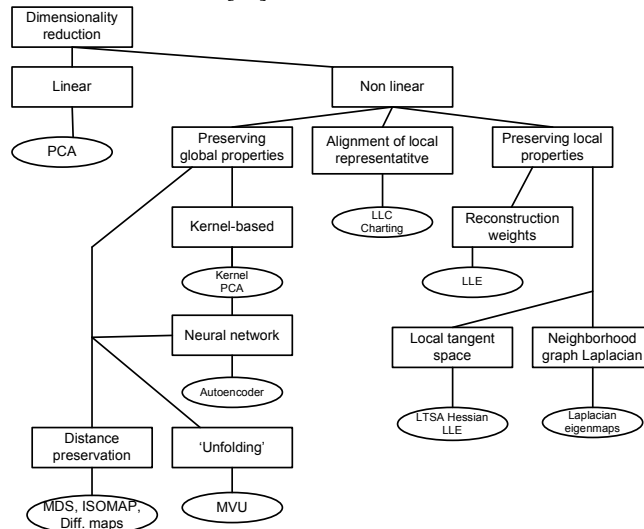 Dimensionality
reduction
Linear
Non linear
PCA
Preserving
global properties
Alignment of local
representatitve
Preserving local
properties
Kernel-based
LLC
Charting
Reconstruction
weights
Kernel
PCA
LLE
Neural network
Local tangent
space
Neighborhood
graph Laplacian
Autoencoder
LTSA Hessian
LLE
Laplacian
eigenmaps
Distance
preservation
'Unfolding'
MDS, ISOMAP,
Diff. maps
MVU